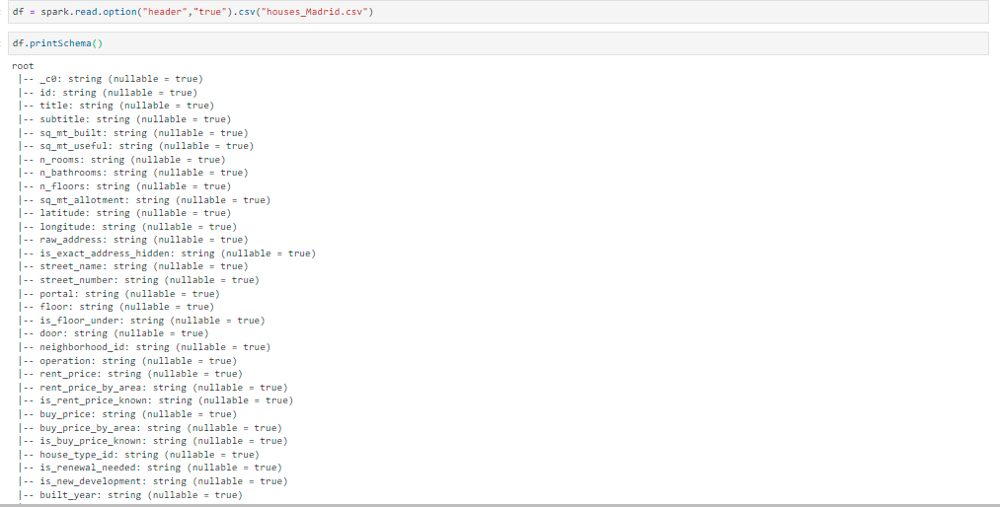 df = spark.read.option("header","true").csv("houses_Madrid.csv")
df.printSchema()
root
|-- _c0: string (nullable = true)
|-- id: string (nullable = true)
|-- title: string (nullable = true)
|-- subtitle: string (nullable = true)
|-- sq_mt_built: string (nullable = true)
|-- sq_mt_useful: string (nullable = true)
|-- n_rooms: string (nullable = true)
|-- n_bathrooms: string (nullable = true)
|-- n_floors: string (nullable = true)
|-- sq_mt_allotment: string (nullable = true)
|-- latitude: string (nullable = true)
|-- longitude: string (nullable = true)
|-- raw_address: string (nullable = true)
|-- is_exact_address_hidden: string (nullable = true)
|-- street_name: string (nullable = true)
|-- street_number: string (nullable = true)
|-- portal: string (nullable = true)
|-- floor: string (nullable = true)
|-- is_floor_under: string (nullable = true)
|-- door: string (nullable = true)
|-- neighborhood_id: string (nullable = true)
|-- operation: string (nullable = true)
|-- rent_price: string (nullable = true)
|-- rent_price_by_area: string (nullable = true)
|-- is_rent_price_known: string (nullable = true)
|-- buy_price: string (nullable = true)
|-- buy_price_by_area: string (nullable = true)
|-- is_buy_price_known: string (nullable = true)
|-- house_type_id: string (nullable = true)
|-- is_renewal_needed: string (nullable = true)
|-- is_new_development: string (nullable = true)
|-- built_year: string (nullable = true)